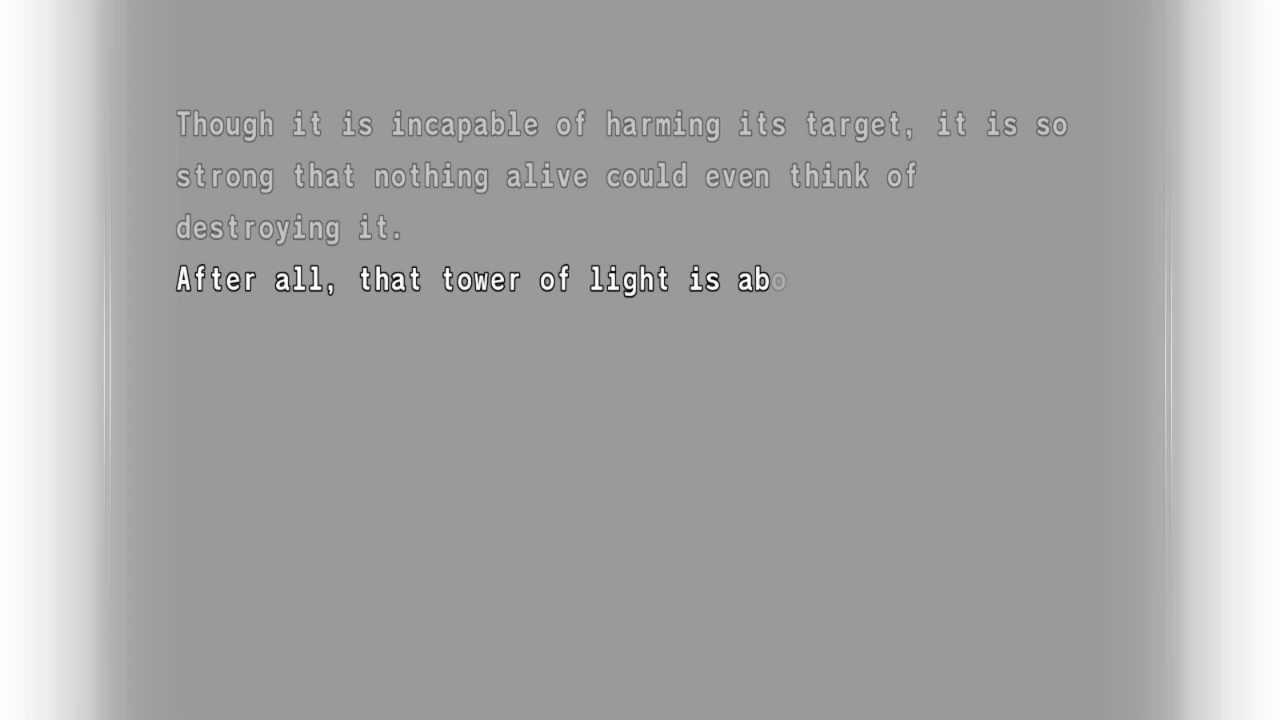 Though it is incapable of harming its target, it is so
strong that nothing alive could even think of
destroying it.
After all, that tower of light is abo